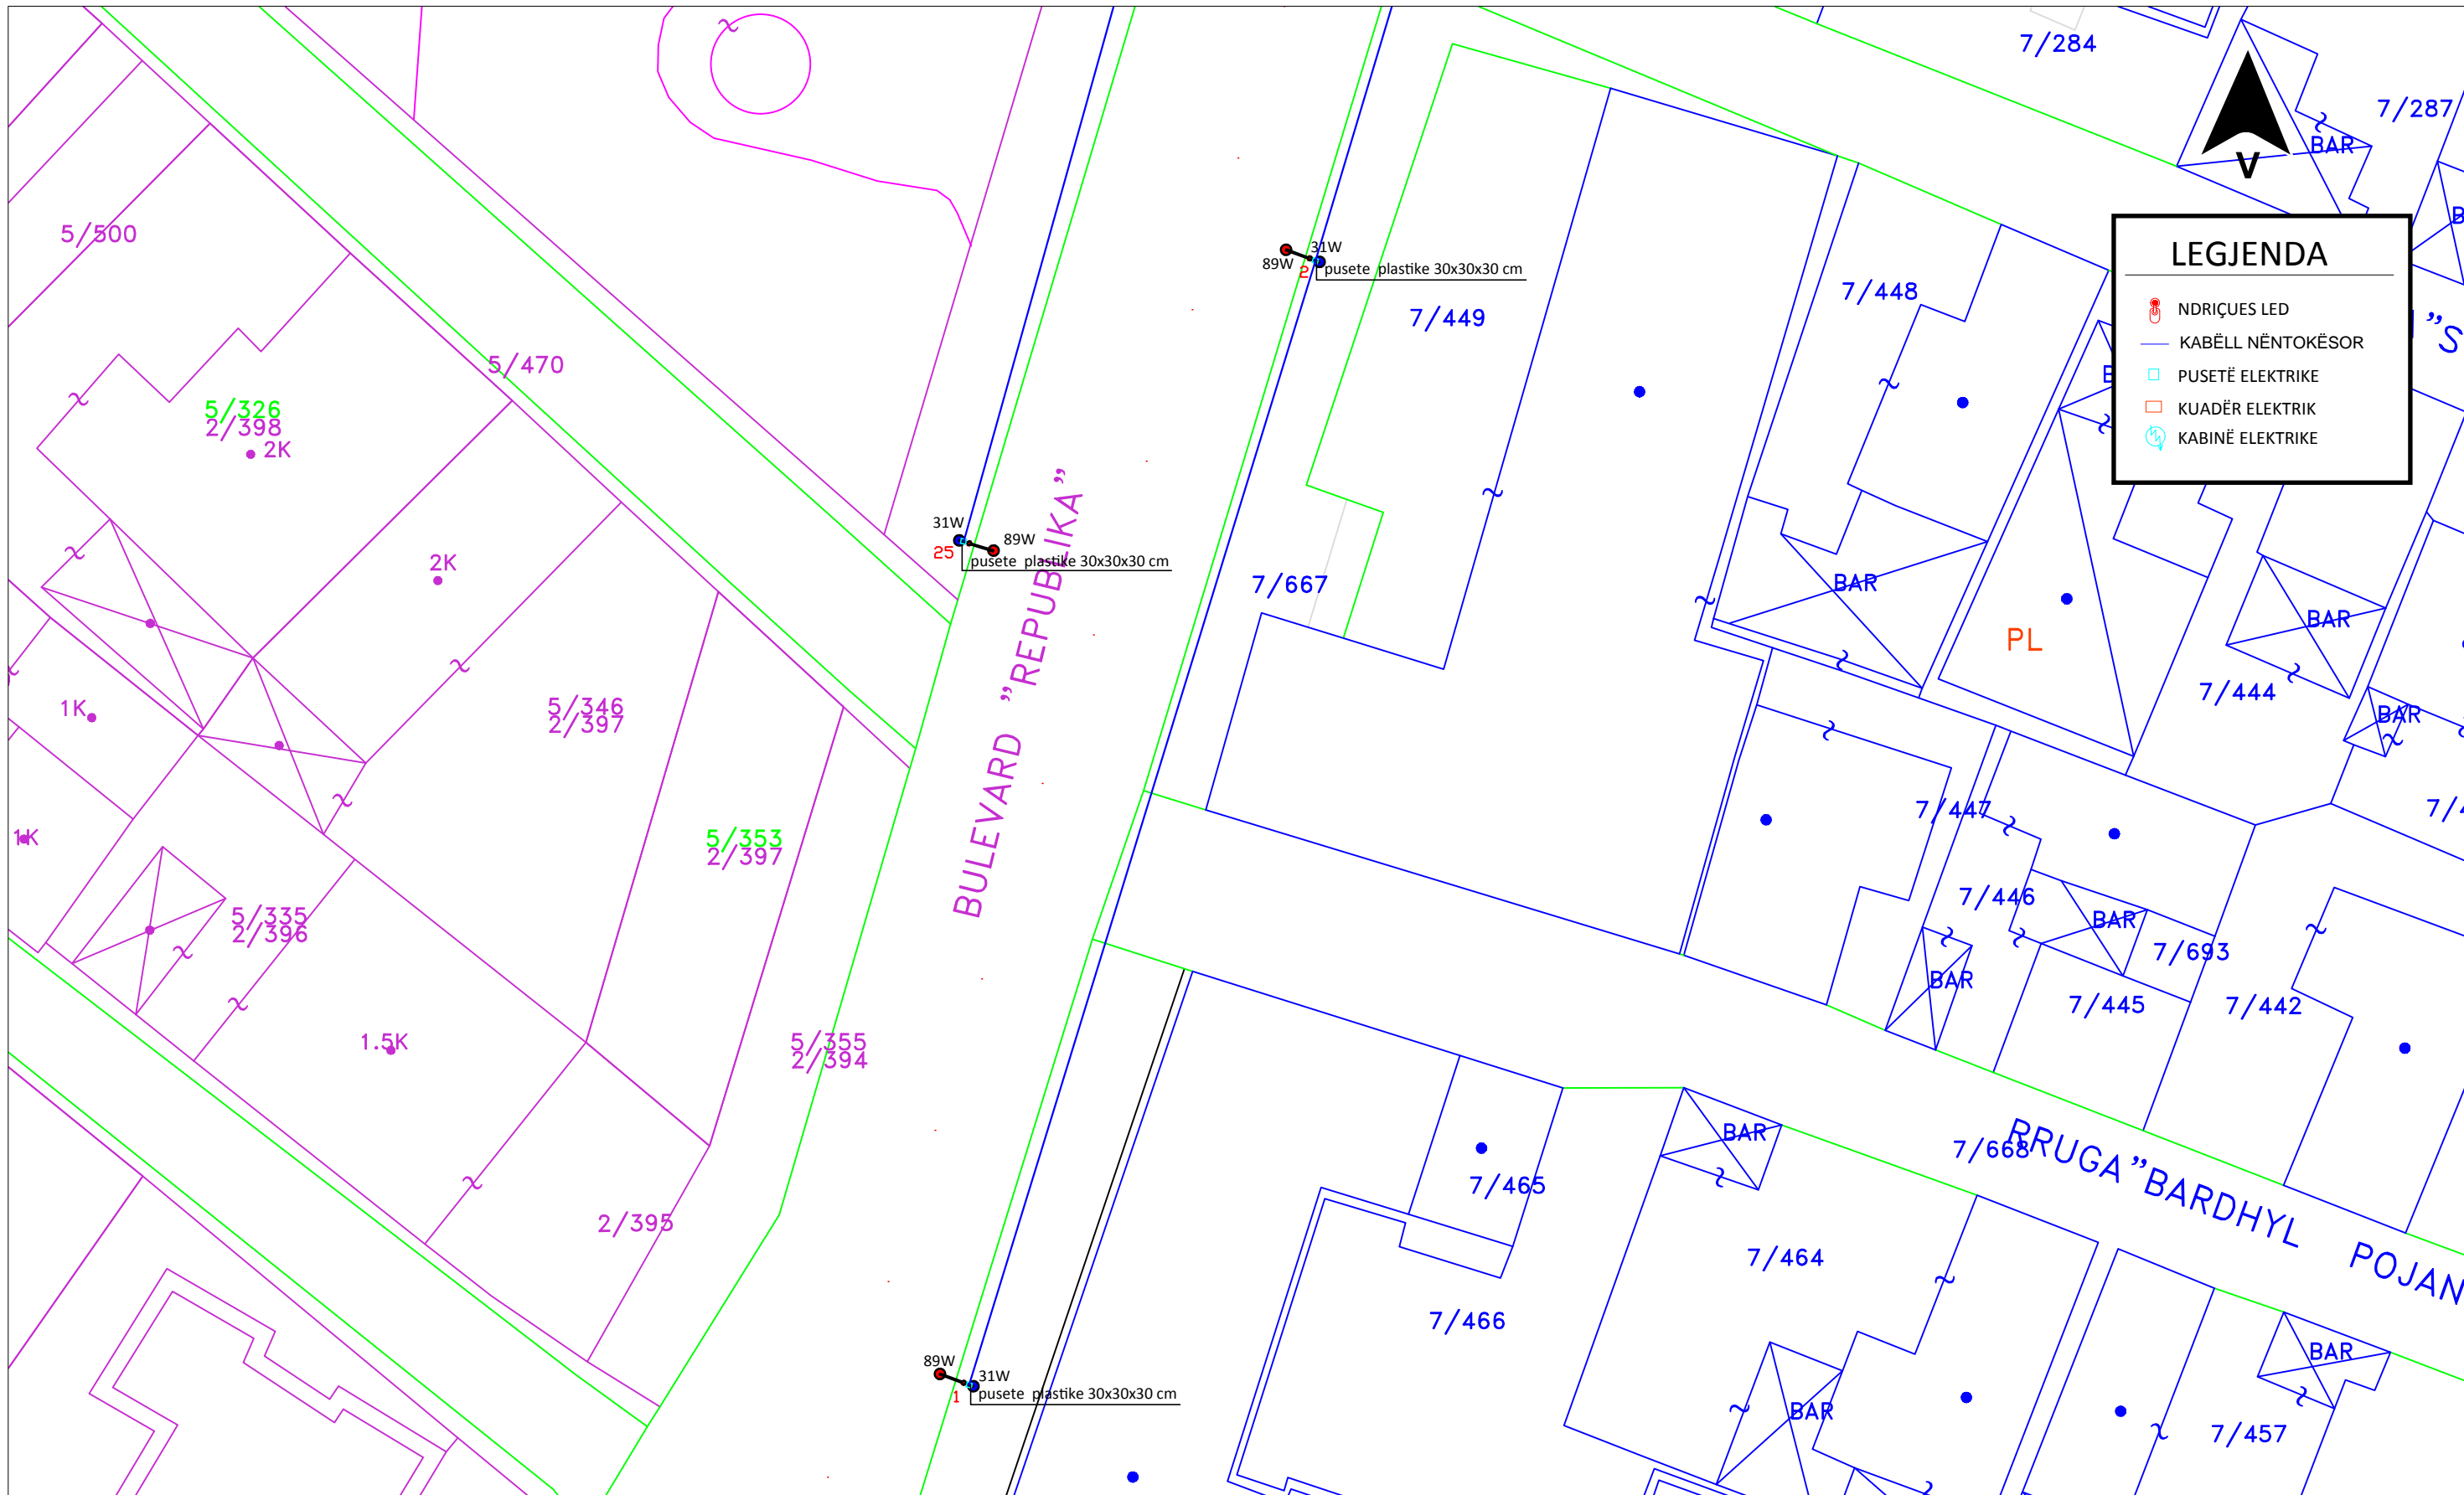 7/284
7/287
BAR
V
5/500
31W
89W
2
pusete plastike 30x30x30 cm
7/449
7/448
LEGJENDA
NDRIÇUES LED
KABËLL NËNTOKËSOR
PUSETË ELEKTRIKE
KUADËR ELEKTRIK
KABINË ELEKTRIKE
"S
5/470
5/326
2/398
2K
31W
25
89W
pusete plastike 30x30x30 cm
BULEVARD "REPUBLIKA"
2K
7/667
BAR
BAR
PL
7/444
BAR
1K
5/346
2/397
1K
5/353
2/397
7/447
7/446
BAR
7/693
BAR
7/445
7/442
5/335
2/396
1.5K
5/355
2/394
BAR
7/668
RRUGA "BARDHYL POJAN
7/465
2/395
7/464
7/466
89W
31W
1
pusete plastike 30x30x30 cm
BAR
BAR
7/457